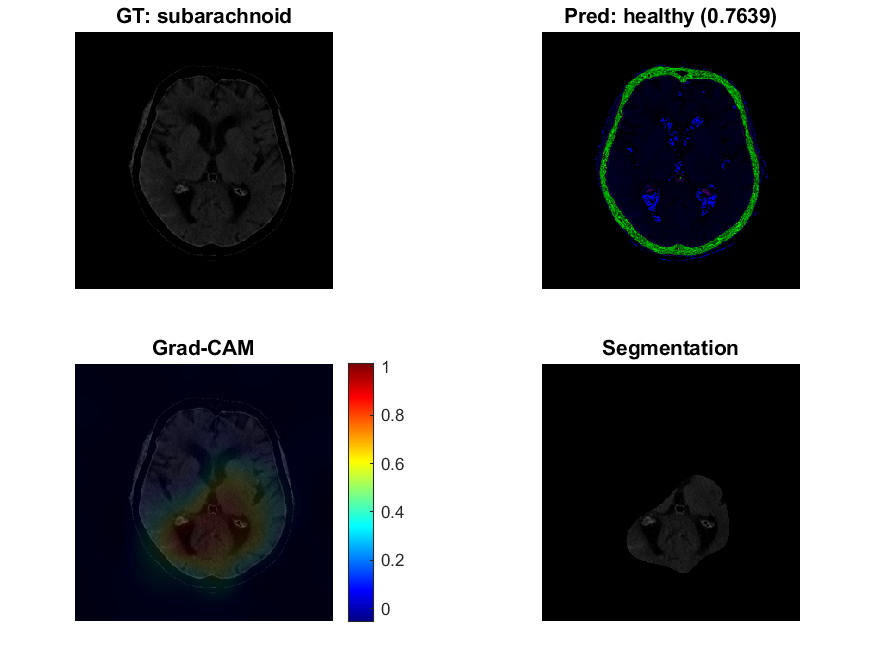 GT: subarachnoid
Pred: healthy (0.7639)
Grad-CAM
1
0.8
0.6
0.4
0.2
0
Segmentation